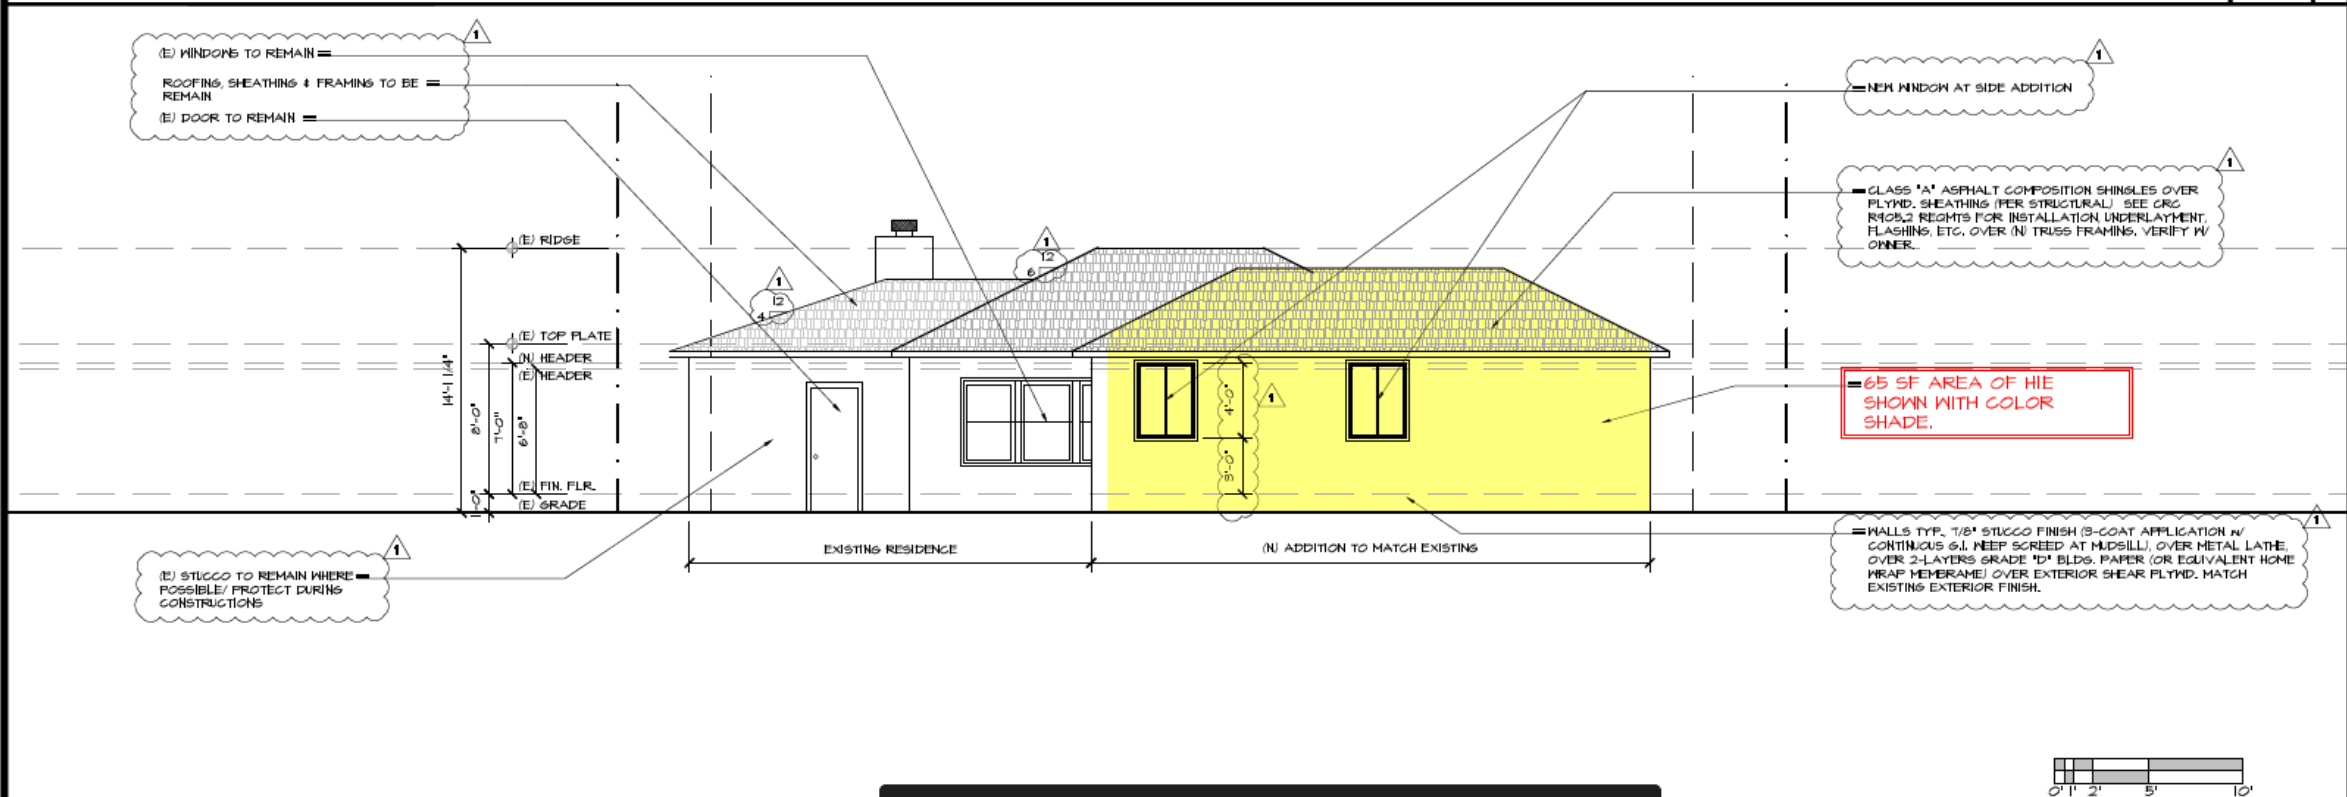 1
(E) WINDOWS TO REMAIN
ROOFING, SHEATHING & FRAMING TO BE
REMAIN
(E) DOOR TO REMAIN
1
NEW WINDOW AT SIDE ADDITION
1
CLASS "A" ASPHALT COMPOSITION SHINGLES OVER
PLYWD. SHEATHING (PER STRUCTURAL) SEE CRC
R905.2 REQMTS FOR INSTALLATION, UNDERLAYMENT,
FLASHING, ETC. OVER (N) TRUSS FRAMING. VERIFY W/
OWNER.
(E) RIDGE
1
12
6
1
12
4
(E) TOP PLATE
(N) HEADER
(E) HEADER
14'-1 1/4"
8'-0"
7'-0"
6'-8"
4'-0"
1
3'-0"
65 SF AREA OF HIE
SHOWN WITH COLOR
SHADE.
(E) FIN. FLR.
(E) GRADE
1'-0"
EXISTING RESIDENCE
(N) ADDITION TO MATCH EXISTING
1
WALLS TYP., 7/8" STUCCO FINISH (3-COAT APPLICATION W/
CONTINUOUS G.I. WEEP SCREED AT MUDSILL), OVER METAL LATHE,
OVER 2-LAYERS GRADE "D" BLDG. PAPER (OR EQUIVALENT HOME
WRAP MEMBRAME) OVER EXTERIOR SHEAR PLYWD. MATCH
EXISTING EXTERIOR FINISH.
1
(E) STUCCO TO REMAIN WHERE
POSSIBLE/ PROTECT DURING
CONSTRUCTIONS
0' 1' 2' 5' 10'